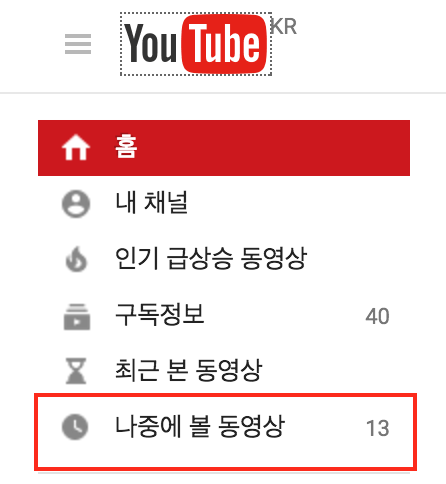 YouTube KR
홈
내 채널
인기 급상승 동영상
구독정보 40
최근 본 동영상
나중에 볼 동영상 13